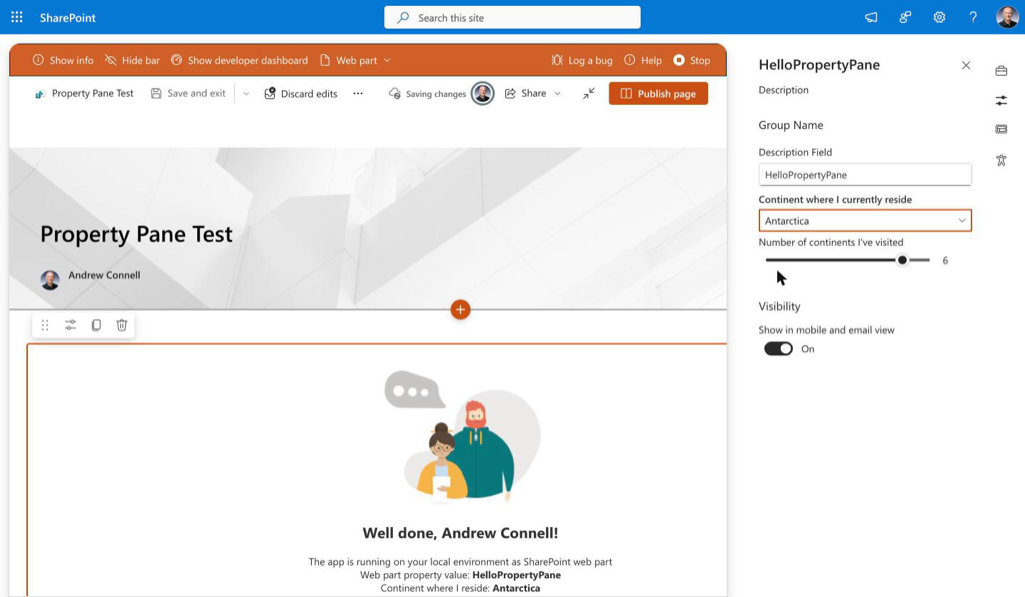 SharePoint
Search this site
?
Show info Hide bar Show developer dashboard Web part Log a bug Help Stop
Property Pane Test Save and exit Discard edits ... Saving changes Share Publish page
Property Pane Test
Andrew Connell
Well done, Andrew Connell!
The app is running on your local environment as SharePoint web part
Web part property value: HelloPropertyPane
Continent where I reside: Antarctica
HelloPropertyPane
Description
Group Name
Description Field
HelloPropertyPane
Continent where I currently reside
Antarctica
Number of continents I've visited
6
Visibility
Show in mobile and email view
On